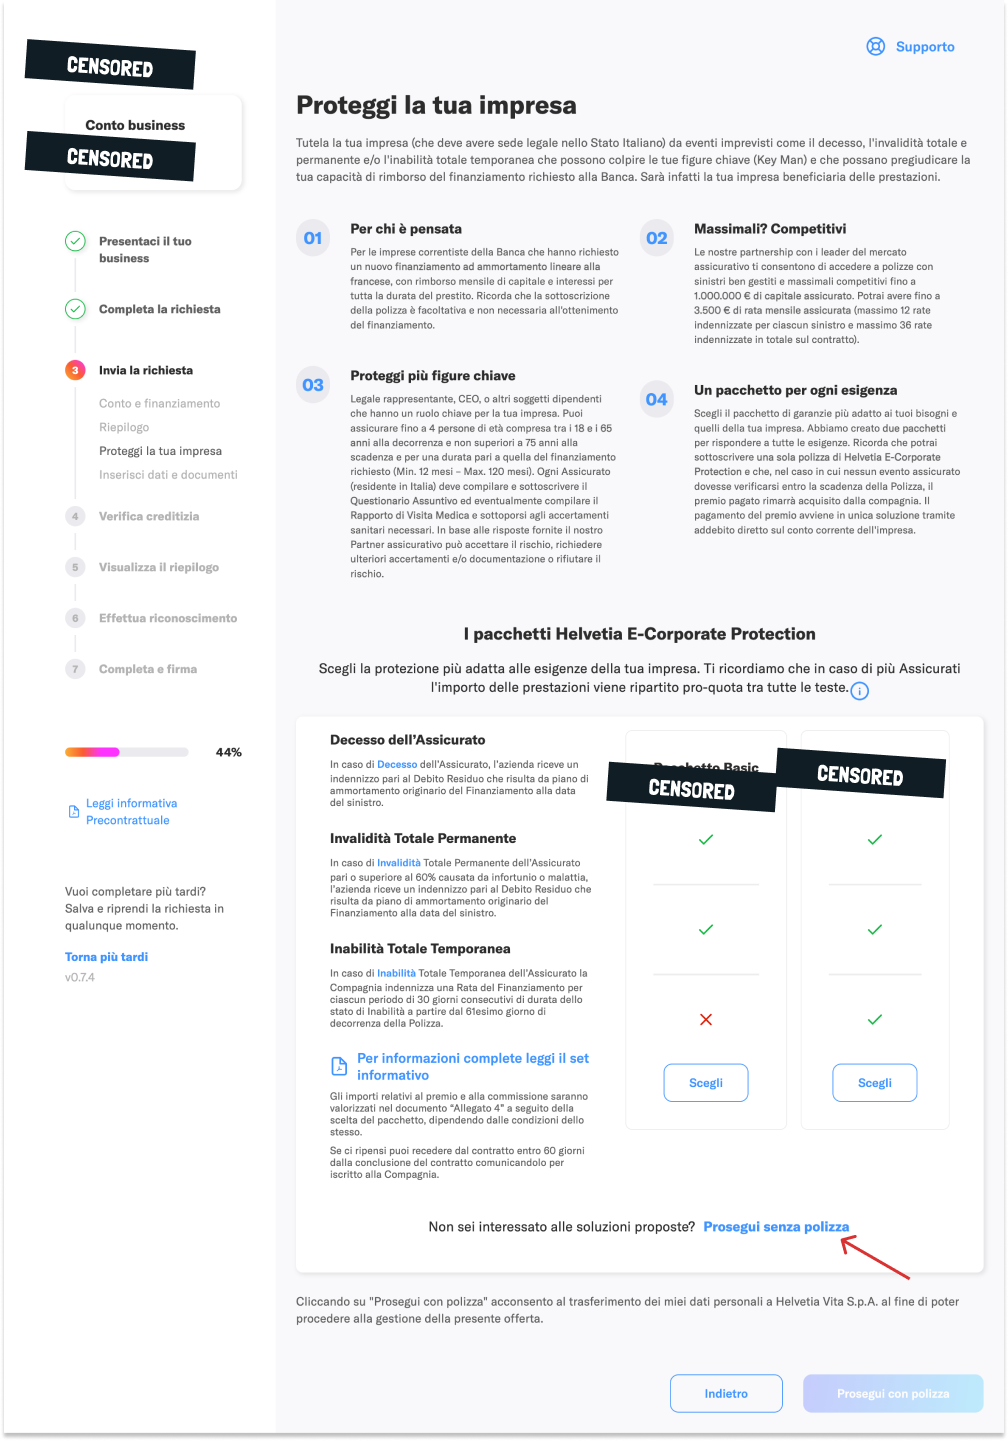 Supporto
CENSORED
Conto business
CENSORED
Presentaci il tuo
business
Completa la richiesta
3 Invia la richiesta
Conto e finanziamento
Riepilogo
Proteggi la tua impresa
Inserisci dati e documenti
4 Verifica creditizia
5 Visualizza il riepilogo
6 Effettua riconoscimento
7 Completa e firma
44%
Leggi informativa
Precontrattuale
Vuoi completare più tardi?
Salva e riprendi la richiesta in
qualunque momento.
Torna più tardi
v0.7.4
Proteggi la tua impresa
Tutela la tua impresa (che deve avere sede legale nello Stato Italiano) da eventi imprevisti come il decesso, l'invalidità totale e
permanente e/o l'inabilità totale temporanea che possono colpire le tue figure chiave (Key Man) e che possano pregiudicare la
tua capacità di rimborso del finanziamento richiesto alla Banca. Sarà infatti la tua impresa beneficiaria delle prestazioni.
01 Per chi è pensata
Per le imprese correntiste della Banca che hanno richiesto
un nuovo finanziamento ad ammortamento lineare alla
francese, con rimborso mensile di capitale e interessi per
tutta la durata del prestito. Ricorda che la sottoscrizione
della polizza è facoltativa e non necessaria all'ottenimento
del finanziamento.
02 Massimali? Competitivi
Le nostre partnership con i leader del mercato
assicurativo ti consentono di accedere a polizze con
sinistri ben gestiti e massimali competitivi fino a
1.000.000 € di capitale assicurato. Potrai avere fino a
3.500 € di rata mensile assicurata (massimo 12 rate
indennizzate per ciascun sinistro e massimo 36 rate
indennizzate in totale sul contratto).
03 Proteggi più figure chiave
Legale rappresentante, CEO, o altri soggetti dipendenti
che hanno un ruolo chiave per la tua impresa. Puoi
assicurare fino a 4 persone di età compresa tra i 18 e i 65
anni alla decorrenza e non superiori a 75 anni alla
scadenza e per una durata pari a quella del finanziamento
richiesto (Min. 12 mesi – Max. 120 mesi). Ogni Assicurato
(residente in Italia) deve compilare e sottoscrivere il
Questionario Assuntivo ed eventualmente compilare il
Rapporto di Visita Medica e sottoporsi agli accertamenti
sanitari necessari. In base alle risposte fornite il nostro
Partner assicurativo può accettare il rischio, richiedere
ulteriori accertamenti e/o documentazione o rifiutare il
rischio.
04 Un pacchetto per ogni esigenza
Scegli il pacchetto di garanzie più adatto ai tuoi bisogni e
quelli della tua impresa. Abbiamo creato due pacchetti
per rispondere a tutte le esigenze. Ricorda che potrai
sottoscrivere una sola polizza di Helvetia E-Corporate
Protection e che, nel caso in cui nessun evento assicurato
dovesse verificarsi entro la scadenza della Polizza, il
premio pagato rimarrà acquisito dalla compagnia. Il
pagamento del premio avviene in unica soluzione tramite
addebito diretto sul conto corrente dell'impresa.
I pacchetti Helvetia E-Corporate Protection
Scegli la protezione più adatta alle esigenze della tua impresa. Ti ricordiamo che in caso di più Assicurati
l'importo delle prestazioni viene ripartito pro-quota tra tutte le teste.
Decesso dell'Assicurato
In caso di Decesso dell'Assicurato, l'azienda riceve un
indennizzo pari al Debito Residuo che risulta da piano di
ammortamento originario del Finanziamento alla data
del sinistro.
Pacchetto Basic
CENSORED
CENSORED
Invalidità Totale Permanente
In caso di Invalidità Totale Permanente dell'Assicurato
pari o superiore al 60% causata da infortunio o malattia,
l'azienda riceve un indennizzo pari al Debito Residuo che
risulta da piano di ammortamento originario del
Finanziamento alla data del sinistro.
Inabilità Totale Temporanea
In caso di Inabilità Totale Temporanea dell'Assicurato la
Compagnia indennizza una Rata del Finanziamento per
ciascun periodo di 30 giorni consecutivi di durata dello
stato di Inabilità a partire dal 61esimo giorno di
decorrenza della Polizza.
Per informazioni complete leggi il set
informativo
Gli importi relativi al premio e alla commissione saranno
valorizzati nel documento “Allegato 4” a seguito della
scelta del pacchetto, dipendendo dalle condizioni dello
stesso.
Se ci ripensi puoi recedere dal contratto entro 60 giorni
dalla conclusione del contratto comunicandolo per
iscritto alla Compagnia.
Scegli
Scegli
Non sei interessato alle soluzioni proposte? Prosegui senza polizza
Cliccando su "Prosegui con polizza" acconsento al trasferimento dei miei dati personali a Helvetia Vita S.p.A. al fine di poter
procedere alla gestione della presente offerta.
Indietro
Prosegui con polizza